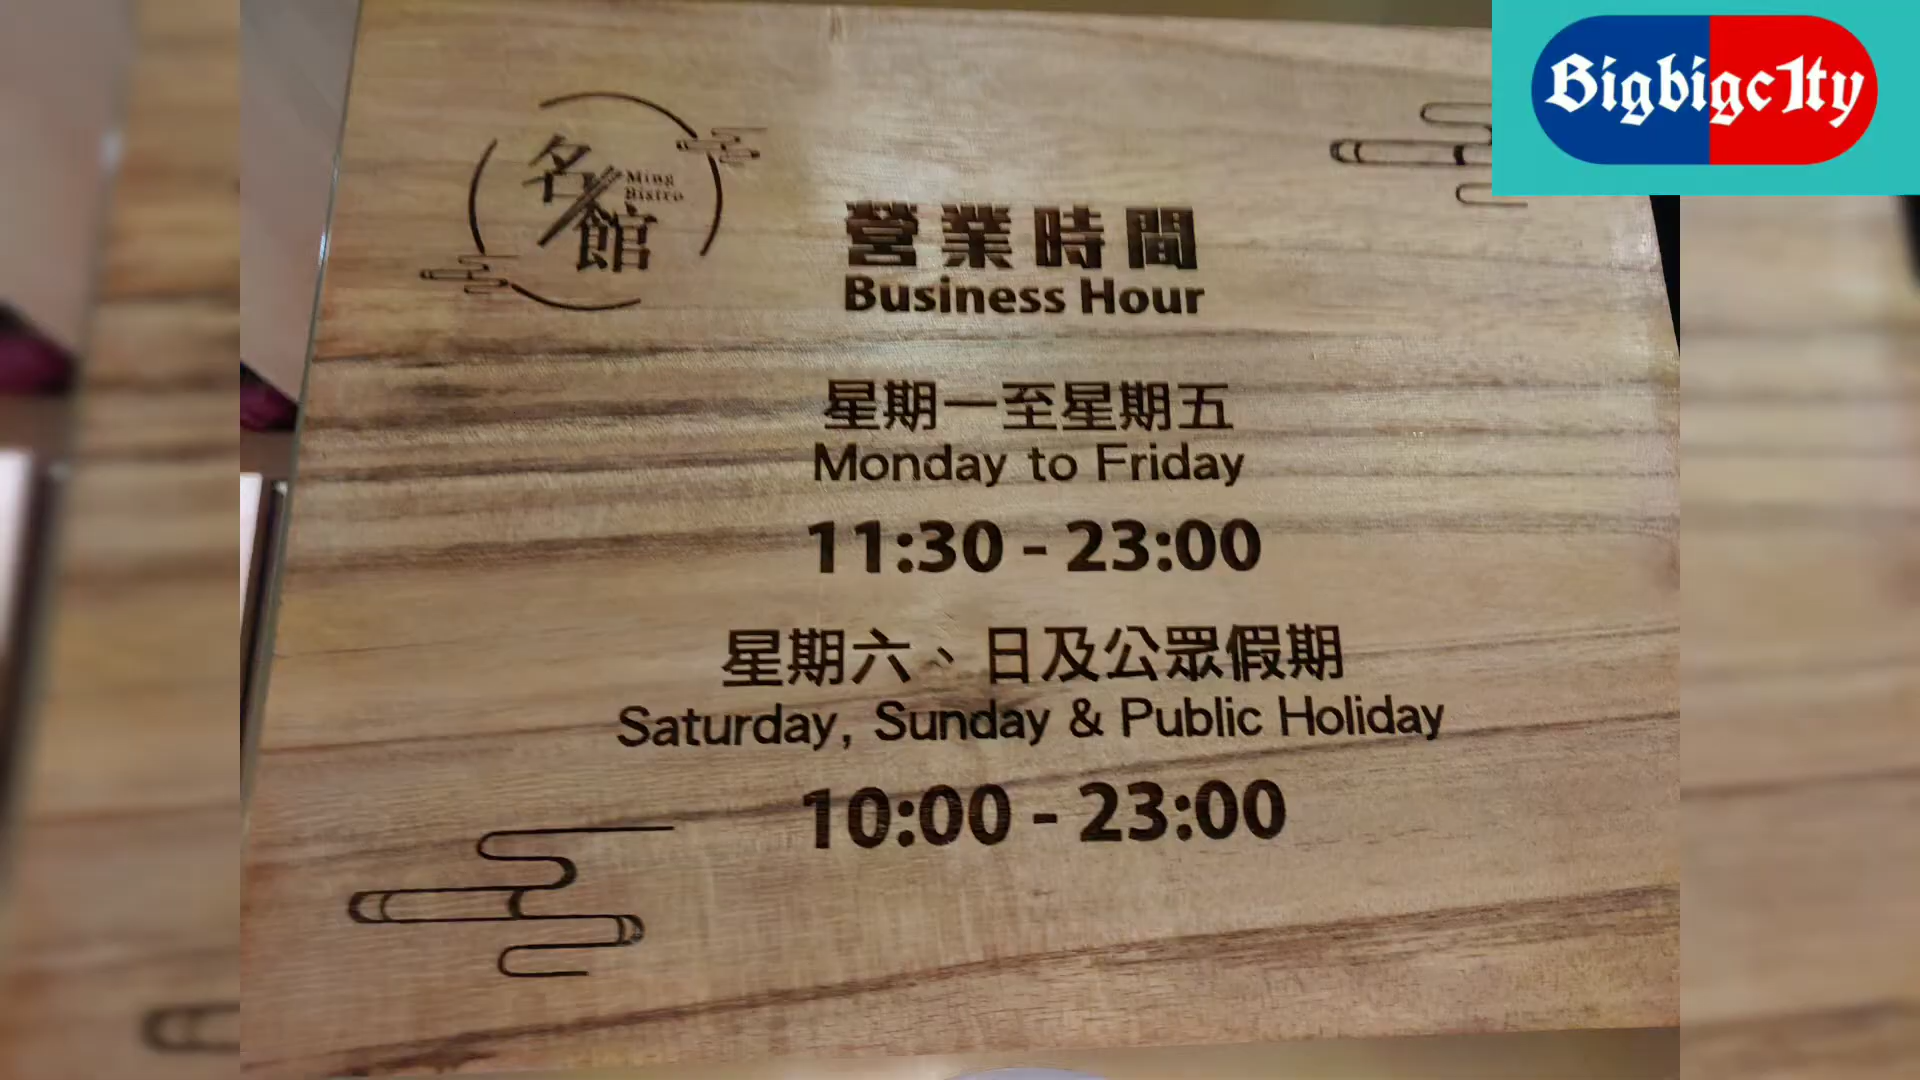 Bigbigc1ty
名館
Ming
Bistro
營業時間
Business Hour
星期一至星期五
Monday to Friday
11:30 - 23:00
星期六、日及公眾假期
Saturday, Sunday & Public Holiday
10:00 - 23:00